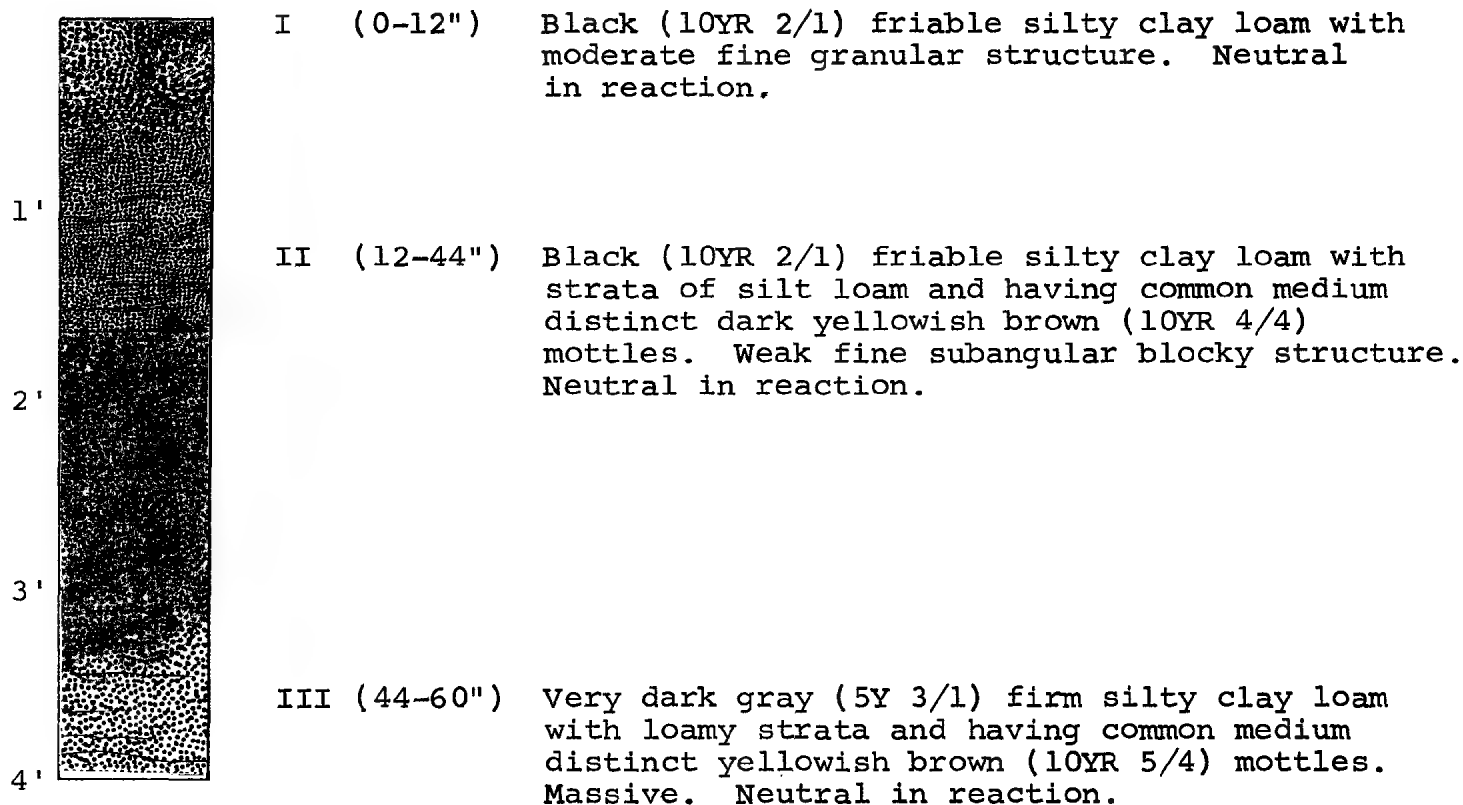 I (0-12") Black (10YR 2/1) friable silty clay loam with
moderate fine granular structure. Neutral
in reaction.
1'
II (12-44") Black (10YR 2/1) friable silty clay loam with
strata of silt loam and having common medium
distinct dark yellowish brown (10YR 4/4)
mottles. Weak fine subangular blocky structure.
Neutral in reaction.
2'
3'
III (44-60") Very dark gray (5Y 3/1) firm silty clay loam
with loamy strata and having common medium
distinct yellowish brown (10YR 5/4) mottles.
Massive. Neutral in reaction.
4'